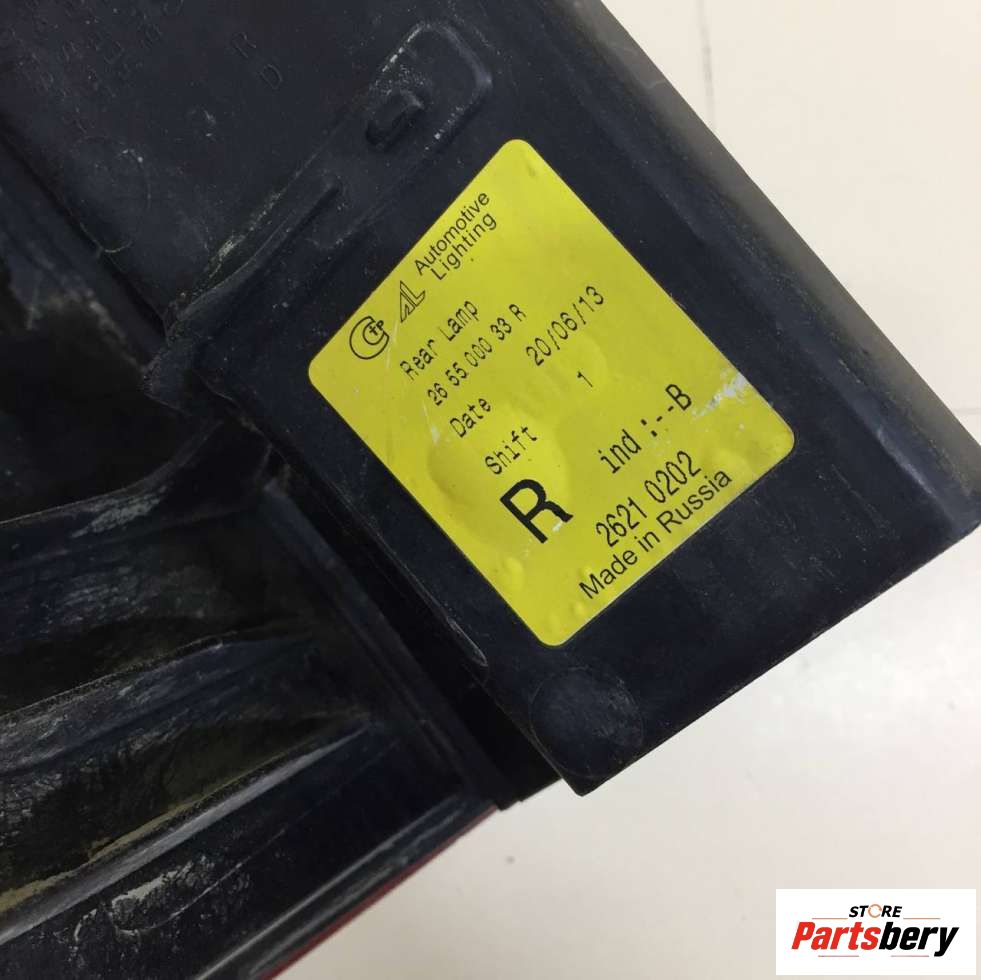 R D
Automotive
Lighting
Rear Lamp
26 55 000 33 R
Date 20/06/13
Shift 1
R ind :--B
2621 0202
Made in Russia
STORE
Partsbery